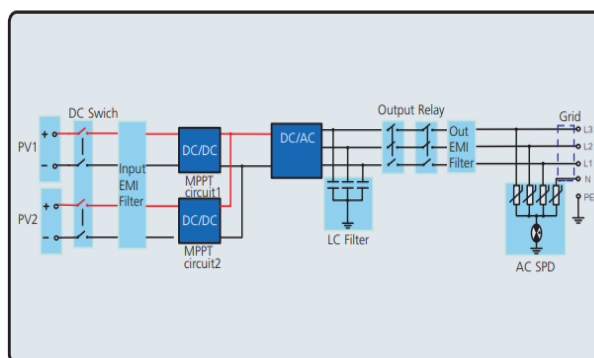 DC Swich
PV1
+
−
PV2
+
−
Input
EMI
Filter
DC/DC
MPPT
circuit1
DC/DC
MPPT
circuit2
DC/AC
LC Filter
Output Relay
Out
EMI
Filter
Grid
L3
L2
L1
N
PE
AC SPD